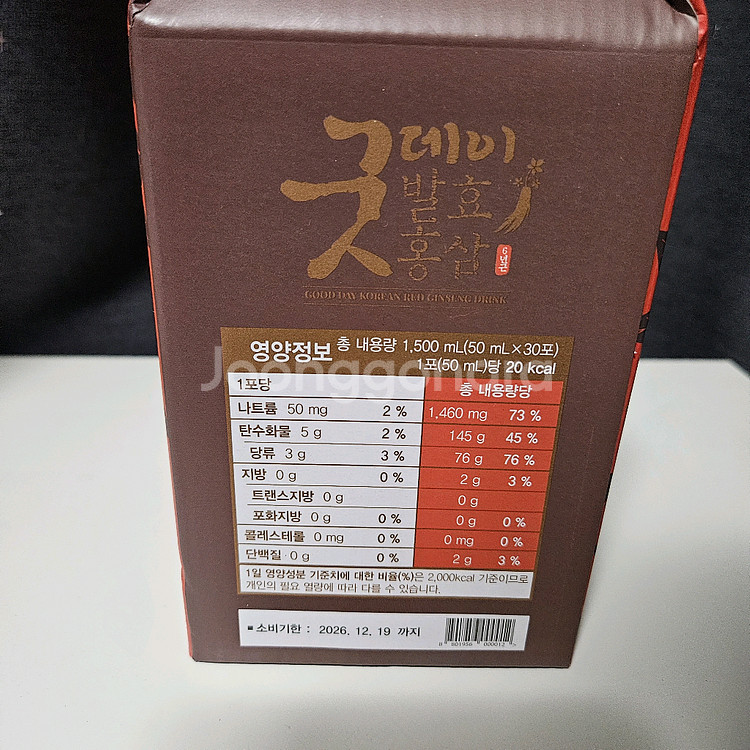 굿데이
발효
홍삼
6년근
GOOD DAY KOREAN RED GINSENG DRINK
영양정보 총 내용량 1,500 mL(50 mL×30포)
1포(50 mL)당 20 kcal
Joonggonara
1포당 총 내용량당
나트륨 50 mg 2 % 1,460 mg 73 %
탄수화물 5 g 2 % 145 g 45 %
당류 3 g 3 % 76 g 76 %
지방 0 g 0 % 2 g 3 %
트랜스지방 0 g 0 g
포화지방 0 g 0 % 0 g 0 %
콜레스테롤 0 mg 0 % 0 mg 0 %
단백질 0 g 0 % 2 g 3 %
1일 영양성분 기준치에 대한 비율(%)은 2,000kcal 기준이므로
개인의 필요 열량에 따라 다를 수 있습니다.
■소비기한 : 2026. 12. 19 까지
8 801956 000012